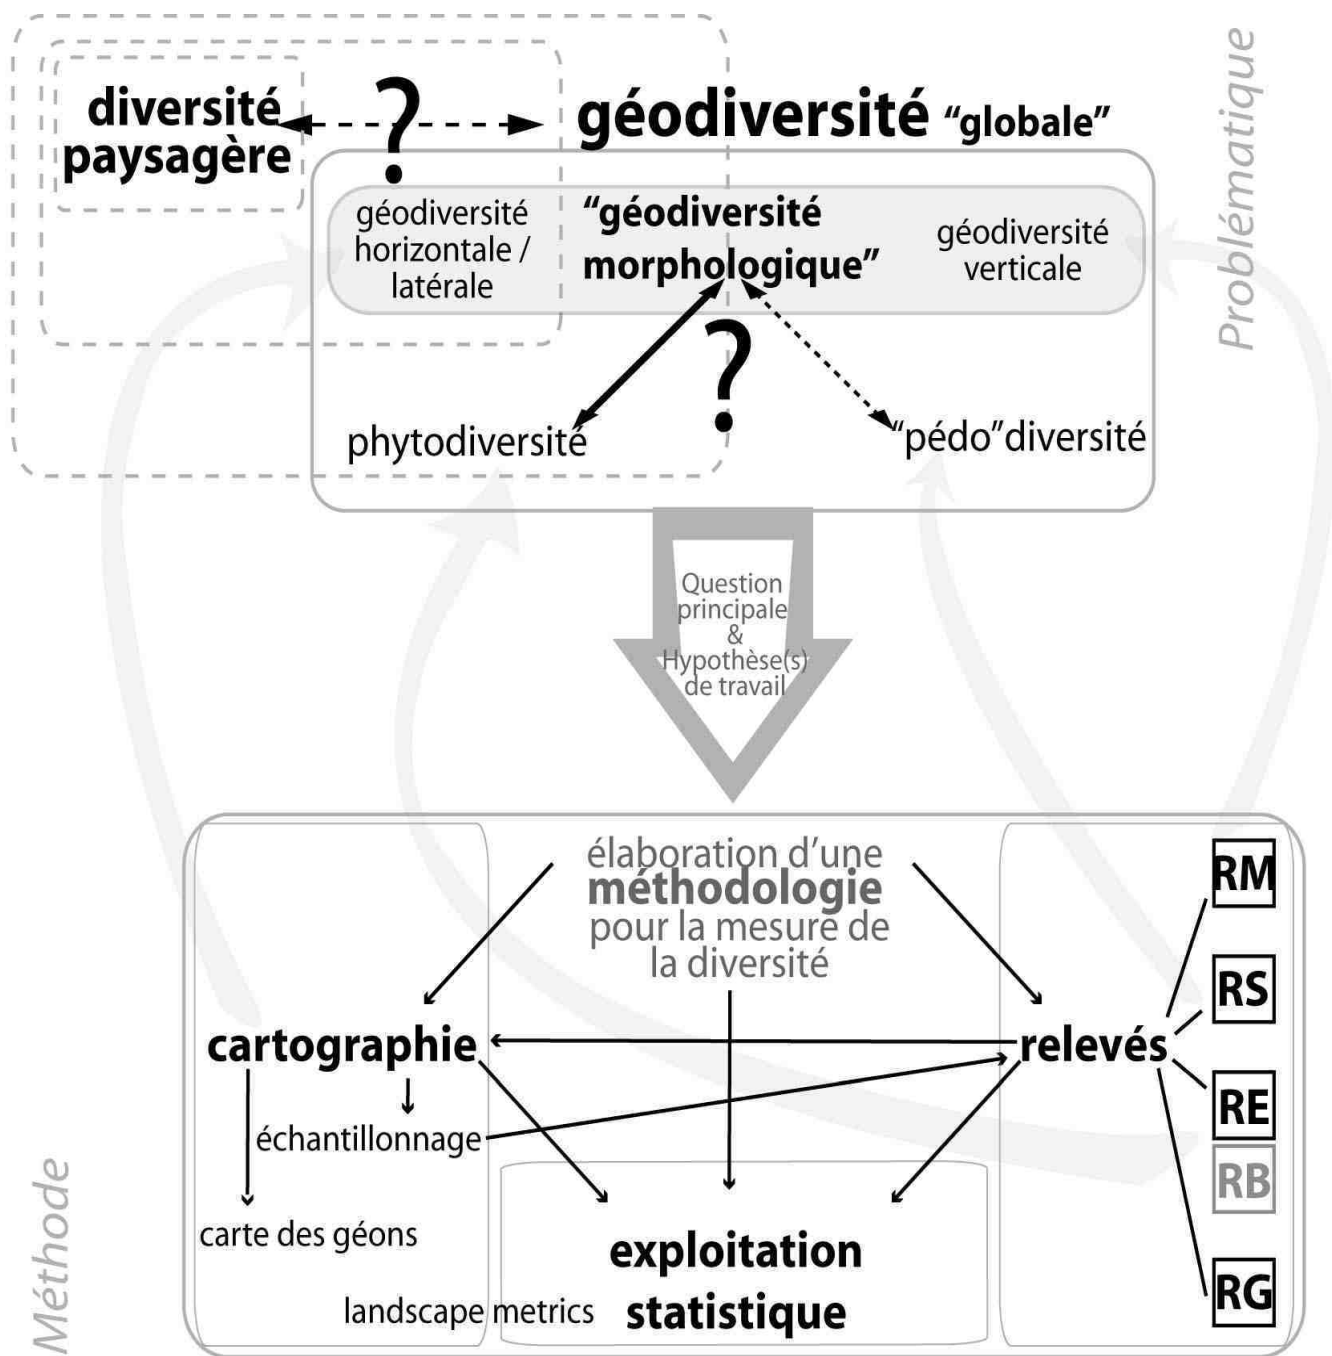 Problématique
diversité
paysagère
?
géodiversité “globale”
géodiversité
horizontale /
latérale
“géodiversité
morphologique”
géodiversité
verticale
?
phytodiversité
“pédo”diversité
Question
principale
&
Hypothèse(s)
de travail
Méthode
élaboration d’une
méthodologie
pour la mesure de
la diversité
cartographie
relevés
échantillonnage
carte des géons
landscape metrics
exploitation
statistique
RM
RS
RE
RB
RG